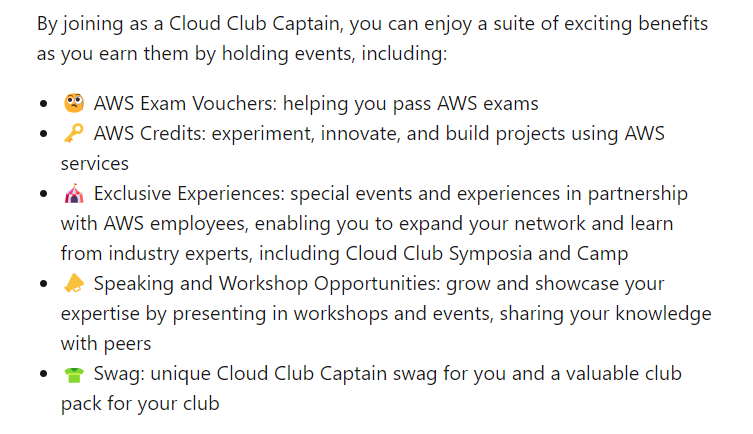 By joining as a Cloud Club Captain, you can enjoy a suite of exciting benefits
as you earn them by holding events, including:
• 🤨 AWS Exam Vouchers: helping you pass AWS exams
• 🔑 AWS Credits: experiment, innovate, and build projects using AWS
services
• 🎪 Exclusive Experiences: special events and experiences in partnership
with AWS employees, enabling you to expand your network and learn
from industry experts, including Cloud Club Symposia and Camp
• 📣 Speaking and Workshop Opportunities: grow and showcase your
expertise by presenting in workshops and events, sharing your knowledge
with peers
• 👕 Swag: unique Cloud Club Captain swag for you and a valuable club
pack for your club